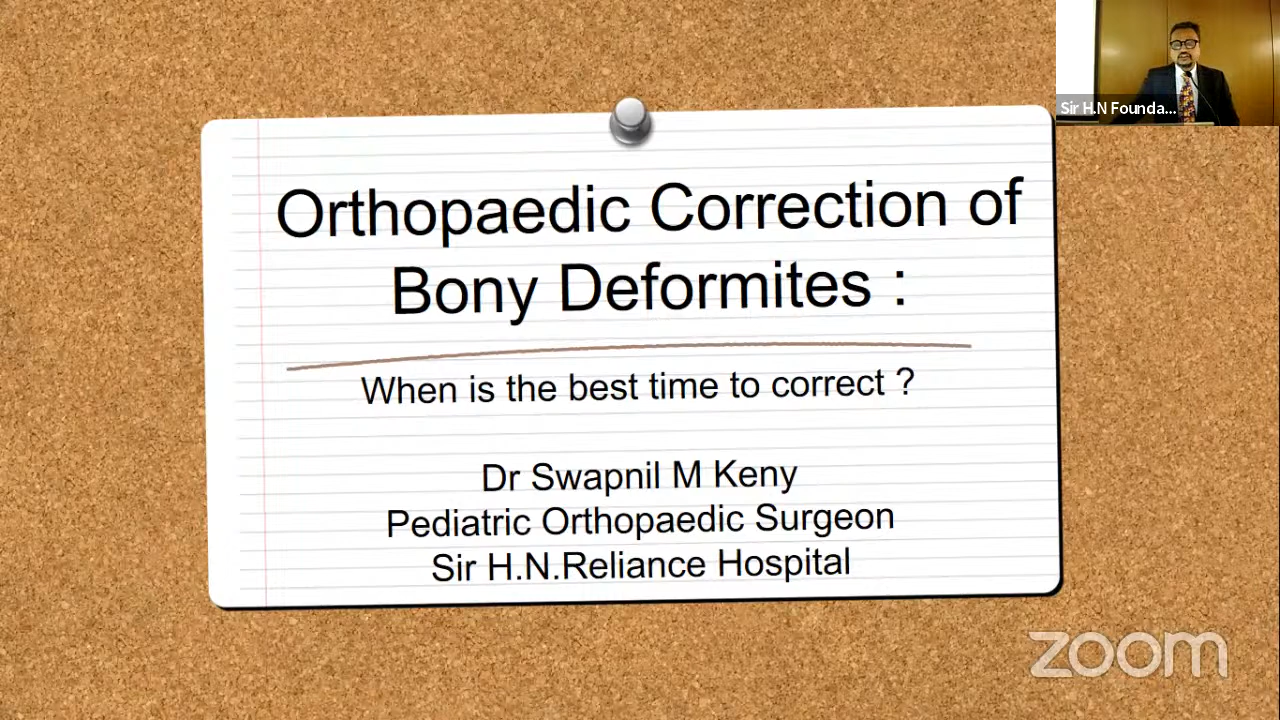 Sir H.N Founda...
Orthopaedic Correction of
Bony Deformites :
When is the best time to correct ?
Dr Swapnil M Keny
Pediatric Orthopaedic Surgeon
Sir H.N.Reliance Hospital
zoom